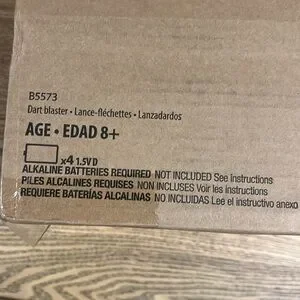 B5573
Dart blaster • Lance-fléchettes • Lanzadardos
AGE • EDAD 8+
x4 1.5V D
ALKALINE BATTERIES REQUIRED NOT INCLUDED See instructions
PILES ALCALINES REQUISES NON INCLUSES Voir les instructions
REQUIERE BATERÍAS ALCALINAS NO INCLUIDAS Lee el instructivo anexo